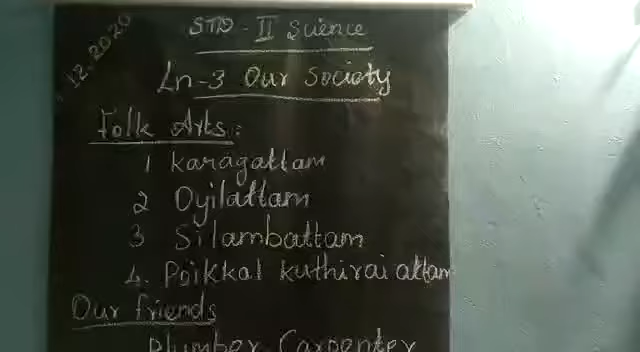 12.2020
STD - II Science
Ln-3 Our Society
Folk Arts:
1 Karagattam
2 Oyilattam
3 Silambattam
4. Poikkal kuthirai attam
Our friends
Plumber Carpenter